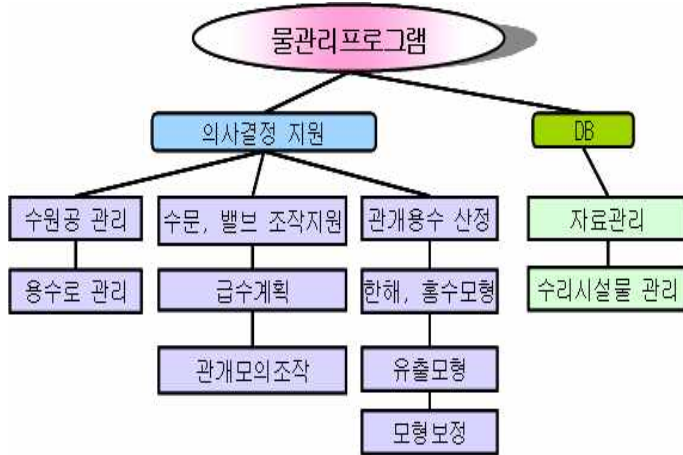 물관리프로그램
의사결정 지원
DB
수원공 관리
수문, 밸브 조작지원
관개용수 산정
자료관리
용수로 관리
급수계획
한해, 홍수모형
수리시설물 관리
관개모의조작
유출모형
모형보정